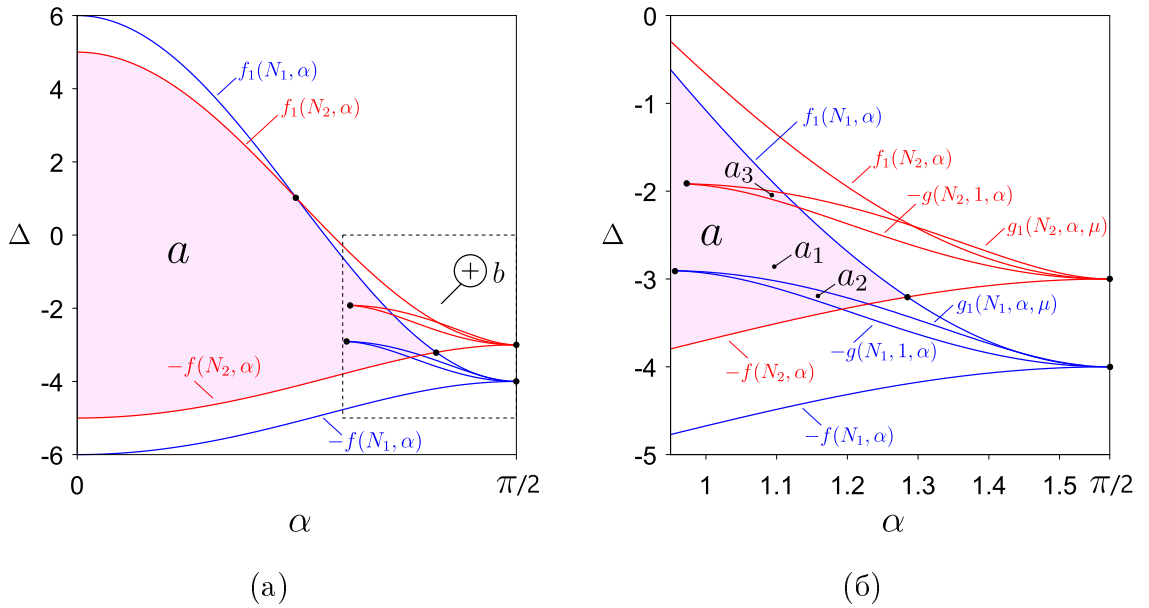 6
4
2
0
-2
-4
-6
Δ
0
π/2
α
f₁(N₁, α)
f₁(N₂, α)
a
b
−f(N₂, α)
−f(N₁, α)
(а)
0
-1
-2
-3
-4
-5
Δ
1
1.1
1.2
1.3
1.4
1.5
π/2
α
f₁(N₁, α)
f₁(N₂, α)
a₃
−g(N₂, 1, α)
g₁(N₂, α, μ)
a
a₁
a₂
g₁(N₁, α, μ)
−g(N₁, 1, α)
−f(N₂, α)
−f(N₁, α)
(б)